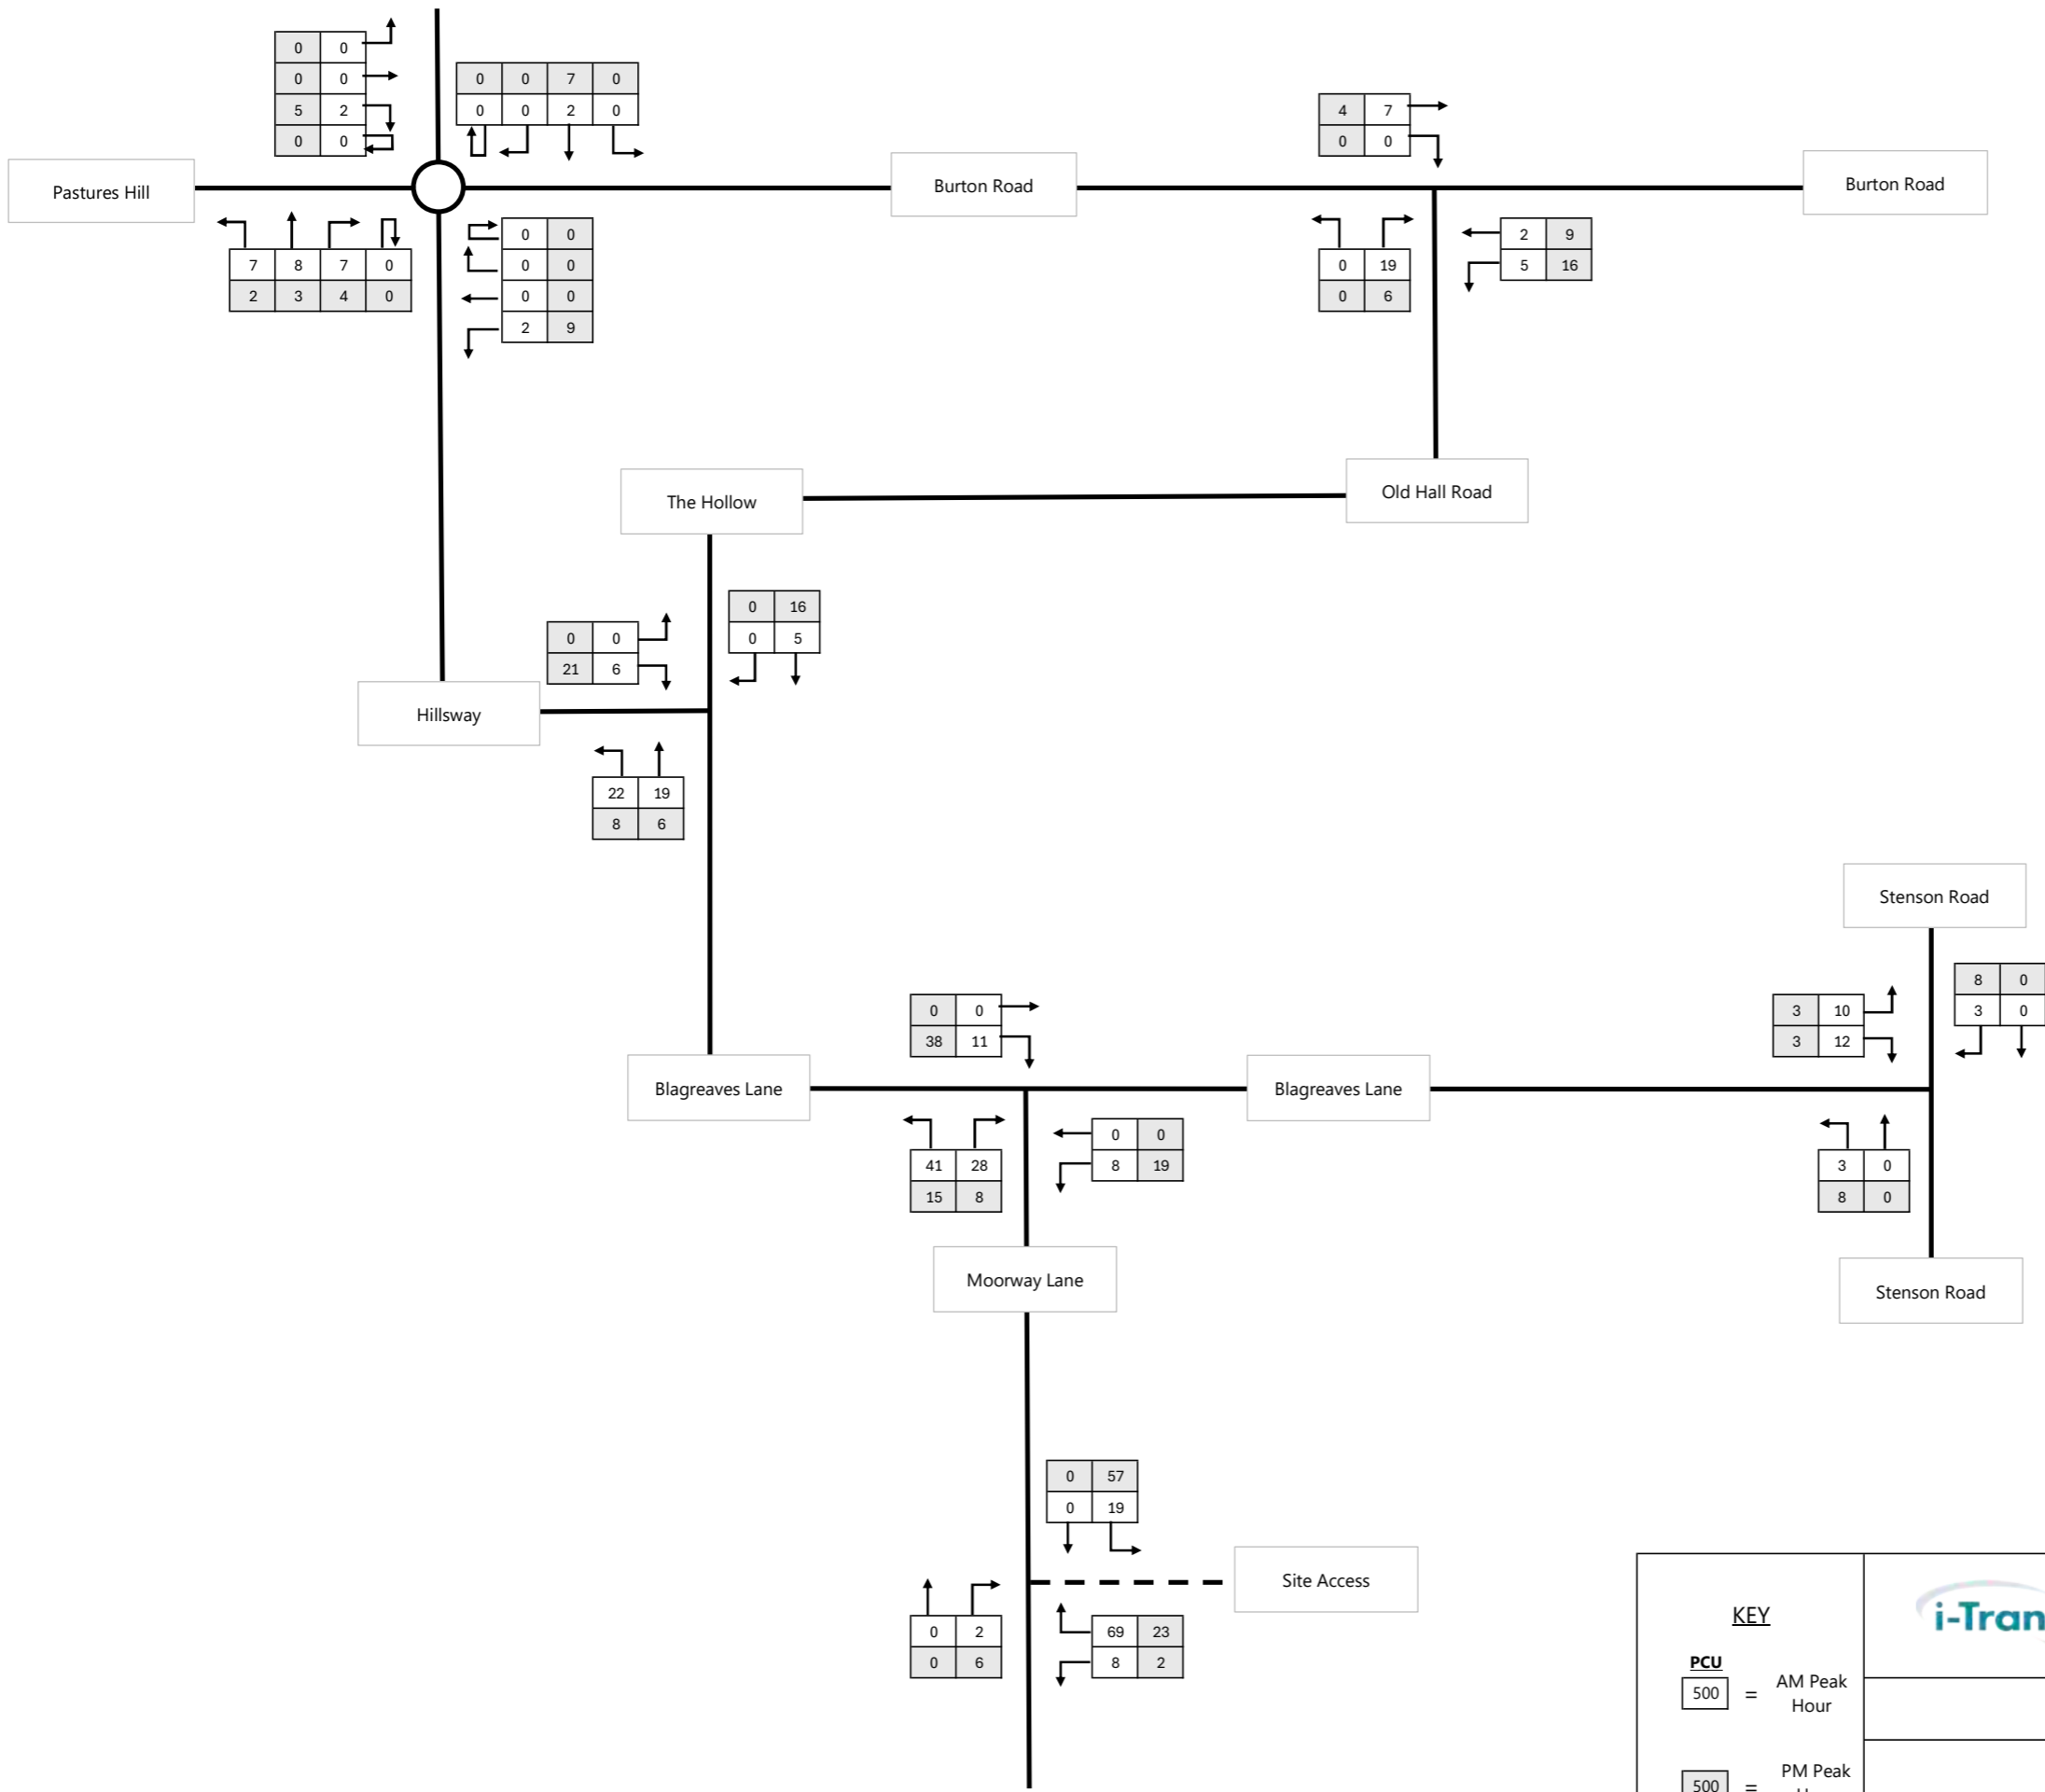 0 0
0 0
5 2
0 0
0 0 7 0
0 0 2 0
4 7
0 0
Pastures Hill
Burton Road
Burton Road
7 8 7 0
2 3 4 0
0 0
0 0
0 0
2 9
0 19
0 6
2 9
5 16
The Hollow
Old Hall Road
0 16
0 5
0 0
21 6
Hillsway
22 19
8 6
Stenson Road
8 0
3 0
3 10
3 12
0 0
38 11
Blagreaves Lane
Blagreaves Lane
41 28
15 8
0 0
8 19
3 0
8 0
Moorway Lane
Stenson Road
0 57
0 19
Site Access
0 2
0 6
69 23
8 2
KEY
i-Tran
PCU
500 = AM Peak
Hour
500 = PM Peak